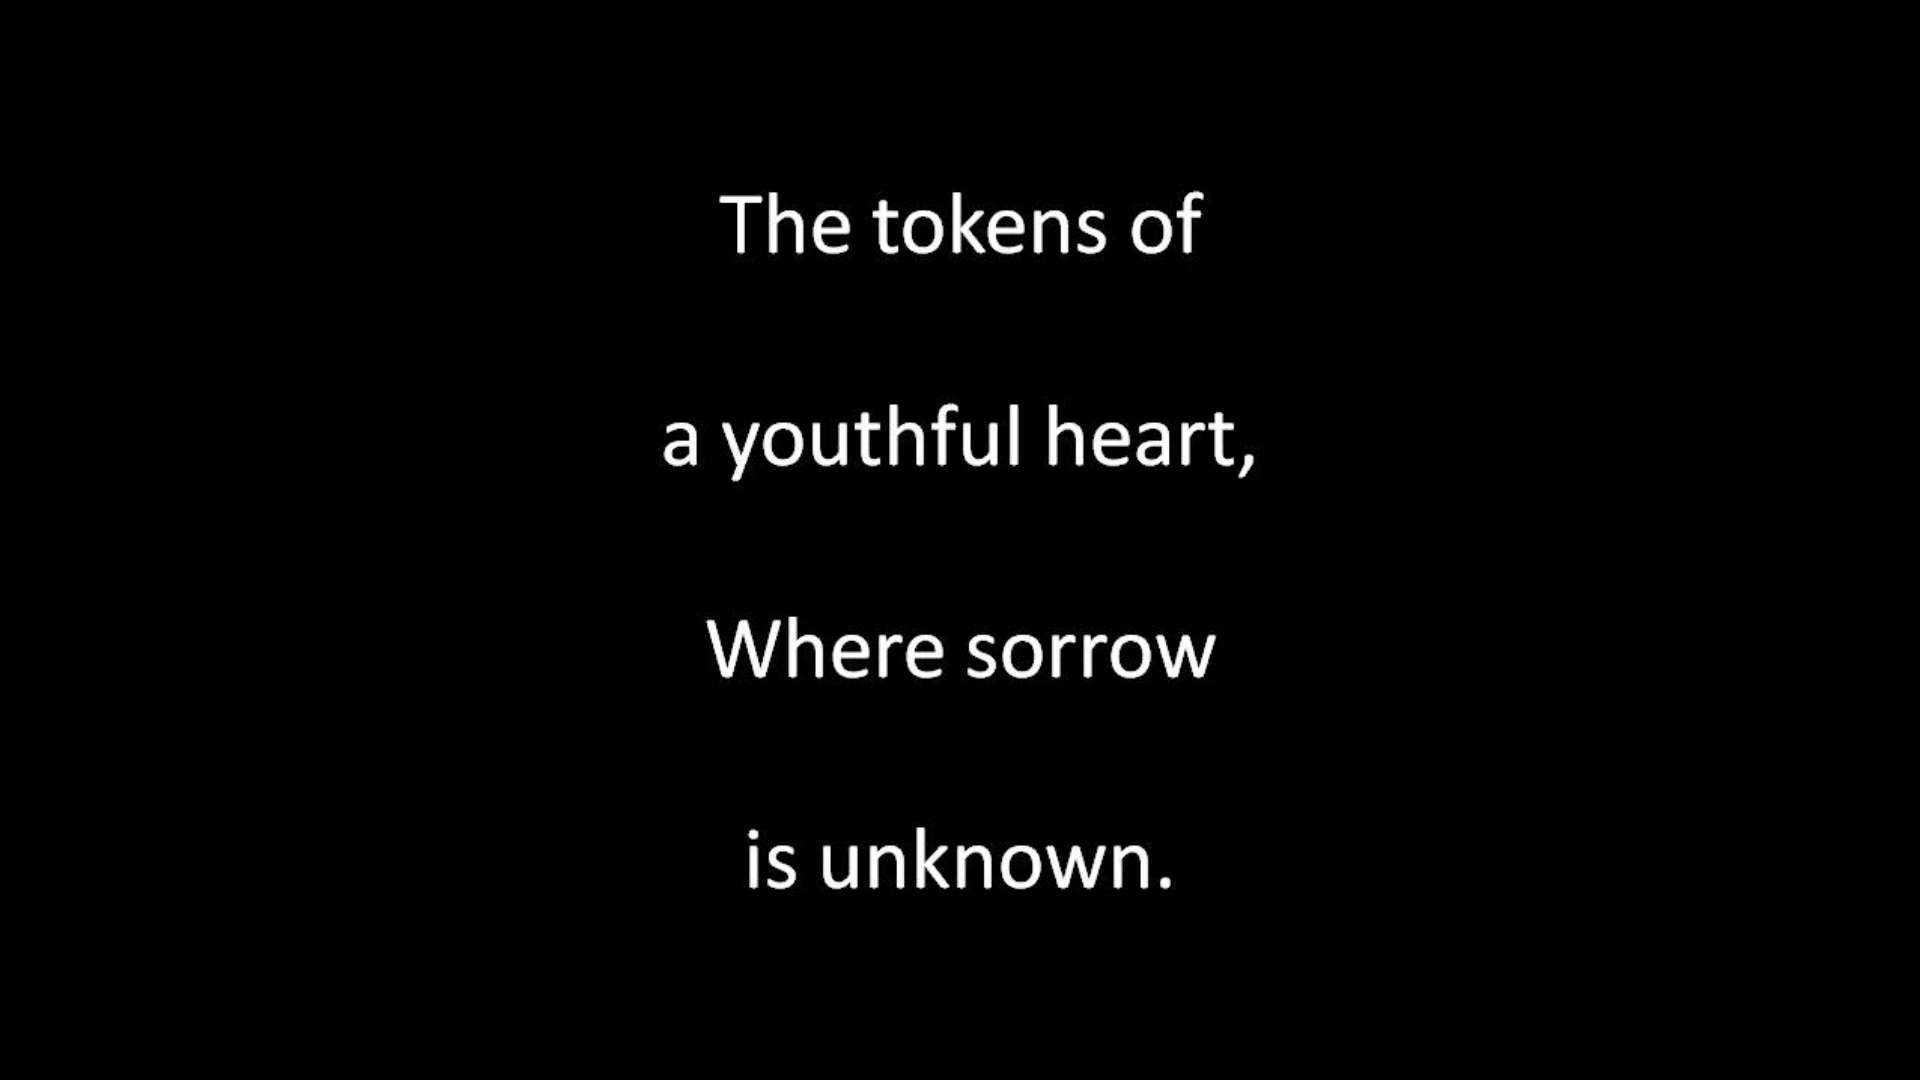 The tokens of
a youthful heart,
Where sorrow
is unknown.